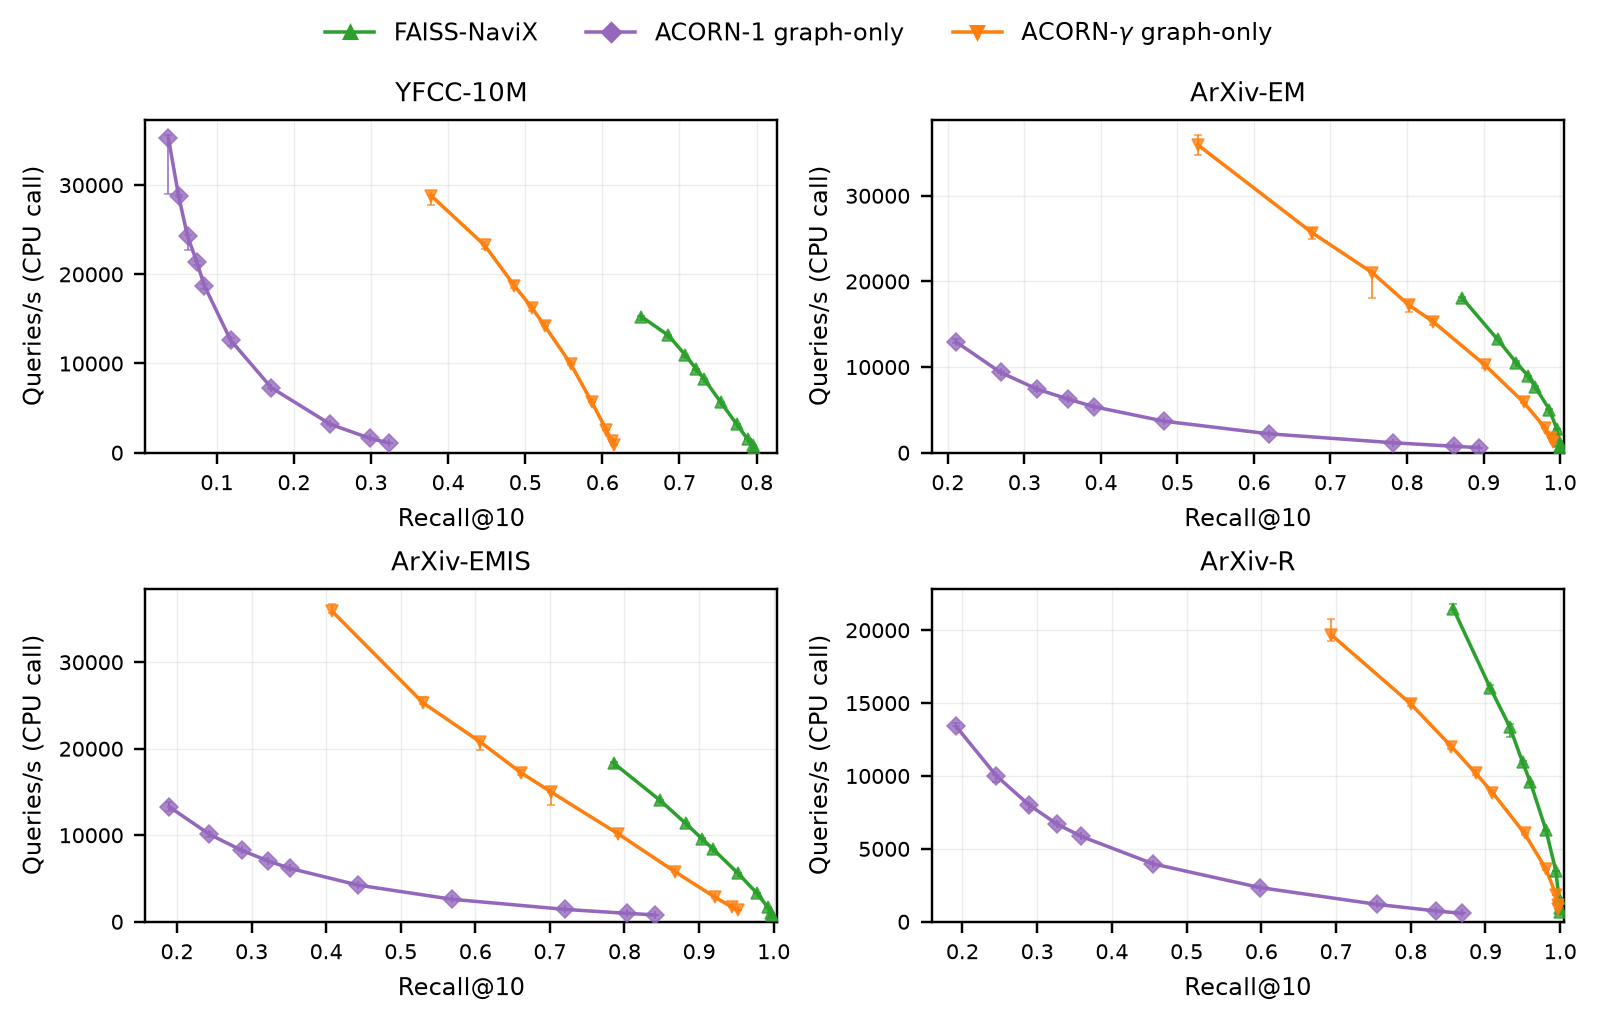 FAISS-NaviX ACORN-1 graph-only ACORN-γ graph-only
YFCC-10M
Queries/s (CPU call)
30000
20000
10000
0
0.1 0.2 0.3 0.4 0.5 0.6 0.7 0.8
Recall@10
ArXiv-EM
Queries/s (CPU call)
30000
20000
10000
0
0.2 0.3 0.4 0.5 0.6 0.7 0.8 0.9 1.0
Recall@10
ArXiv-EMIS
Queries/s (CPU call)
30000
20000
10000
0
0.2 0.3 0.4 0.5 0.6 0.7 0.8 0.9 1.0
Recall@10
ArXiv-R
Queries/s (CPU call)
20000
15000
10000
5000
0
0.2 0.3 0.4 0.5 0.6 0.7 0.8 0.9 1.0
Recall@10